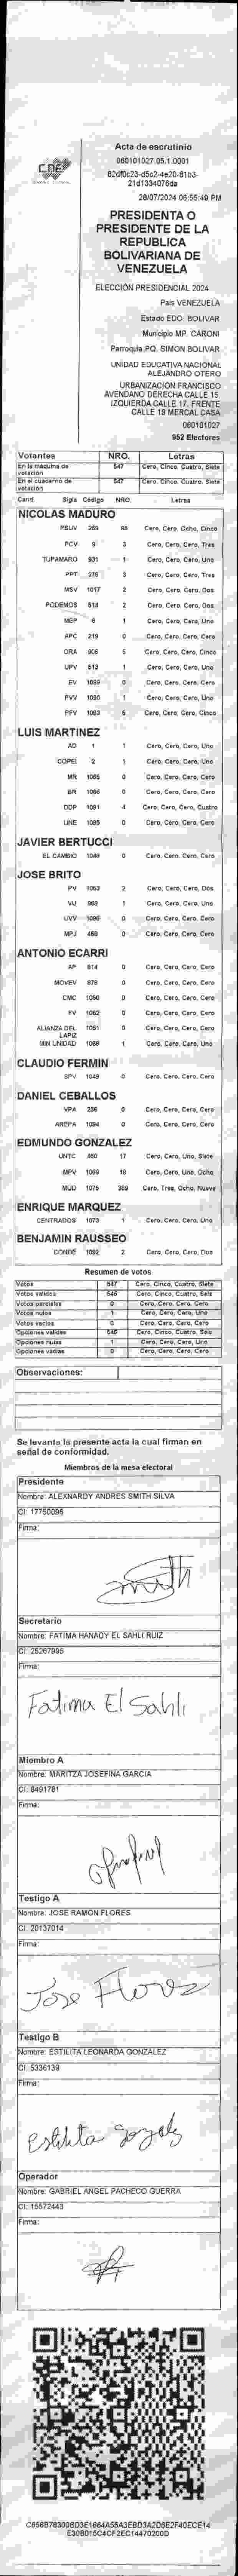 CNE
Acta de escrutinio
060101027.05.1.0001
82df0c23-d5c2-4e20-81b3-
21d1334076da
28/07/2024 06:55:49 PM
PRESIDENTA O
PRESIDENTE DE LA
REPUBLICA
BOLIVARIANA DE
VENEZUELA
ELECCIÓN PRESIDENCIAL 2024
País VENEZUELA
Estado EDO. BOLIVAR
Municipio MP. CARONI
Parroquia PQ. SIMON BOLIVAR
UNIDAD EDUCATIVA NACIONAL
ALEJANDRO OTERO
URBANIZACIÓN FRANCISCO
AVENDANO DERECHA CALLE 15.
IZQUIERDA CALLE 17. FRENTE
CALLE 18 MERCAL CASA
060101027
952 Electores
Votantes NRO. Letras
En la máquina de votación 547 Cero, Cinco, Cuatro, Siete
En el cuaderno de votación 547 Cero, Cinco, Cuatro, Siete
Cand. Sigla Código NRO. Letras
NICOLAS MADURO
PSUV 269 85 Cero, Cero, Ocho, Cinco
PCV 9 3 Cero, Cero, Cero, Tres
TUPAMARO 931 1 Cero, Cero, Cero, Uno
PPT 276 3 Cero, Cero, Cero, Tres
MSV 1017 2 Cero, Cero, Cero, Dos
PODEMOS 514 2 Cero, Cero, Cero, Dos
MEP 6 1 Cero, Cero, Cero, Uno
APC 219 0 Cero, Cero, Cero, Cero
ORA 906 5 Cero, Cero, Cero, Cinco
UPV 513 1 Cero, Cero, Cero, Uno
EV 1089 0 Cero, Cero, Cero, Cero
PVV 1090 1 Cero, Cero, Cero, Uno
PFV 1093 5 Cero, Cero, Cero, Cinco
LUIS MARTINEZ
AD 1 1 Cero, Cero, Cero, Uno
COPEI 2 1 Cero, Cero, Cero, Uno
MR 1065 0 Cero, Cero, Cero, Cero
BR 1066 0 Cero, Cero, Cero, Cero
DDP 1091 4 Cero, Cero, Cero, Cuatro
UNE 1095 0 Cero, Cero, Cero, Cero
JAVIER BERTUCCI
EL CAMBIO 1048 0 Cero, Cero, Cero, Cero
JOSE BRITO
PV 1053 2 Cero, Cero, Cero, Dos
VU 968 1 Cero, Cero, Cero, Uno
UVV 1098 0 Cero, Cero, Cero, Cero
MPJ 468 0 Cero, Cero, Cero, Cero
ANTONIO ECARRI
AP 814 0 Cero, Cero, Cero, Cero
MOVEV 878 0 Cero, Cero, Cero, Cero
CMC 1050 0 Cero, Cero, Cero, Cero
FV 1062 0 Cero, Cero, Cero, Cero
ALIANZA DEL LAPIZ 1051 0 Cero, Cero, Cero, Cero
MIN UNIDAD 1068 1 Cero, Cero, Cero, Uno
CLAUDIO FERMIN
SPV 1049 0 Cero, Cero, Cero, Cero
DANIEL CEBALLOS
VPA 236 0 Cero, Cero, Cero, Cero
AREPA 1094 0 Cero, Cero, Cero, Cero
EDMUNDO GONZALEZ
UNTC 460 17 Cero, Cero, Uno, Siete
MPV 1069 18 Cero, Cero, Uno, Ocho
MUD 1075 389 Cero, Tres, Ocho, Nueve
ENRIQUE MARQUEZ
CENTRADOS 1073 1 Cero, Cero, Cero, Uno
BENJAMIN RAUSSEO
CONDE 1092 2 Cero, Cero, Cero, Dos
Resumen de votos
Votos 547 Cero, Cinco, Cuatro, Siete
Votos válidos 546 Cero, Cinco, Cuatro, Seis
Votos parciales 0 Cero, Cero, Cero, Cero
Votos nulos 1 Cero, Cero, Cero, Uno
Votos vacíos 0 Cero, Cero, Cero, Cero
Opciones válidas 546 Cero, Cinco, Cuatro, Seis
Opciones nulas 1 Cero, Cero, Cero, Uno
Opciones vacías 0 Cero, Cero, Cero, Cero
Observaciones:
Se levanta la presente acta la cual firman en
señal de conformidad.
Miembros de la mesa electoral
Presidente
Nombre: ALEXNARDY ANDRES SMITH SILVA
CI: 17750096
Firma:
Smith
Secretario
Nombre: FATIMA HANADY EL SAHLI RUIZ
CI: 25267995
Firma:
Fatima El Sahli
Miembro A
Nombre: MARITZA JOSEFINA GARCIA
CI: 8491781
Firma:
Testigo A
Nombre: JOSE RAMON FLORES
CI: 20137014
Firma:
Jose Flores
Testigo B
Nombre: ESTILITA LEONARDA GONZALEZ
CI: 5336139
Firma:
Estilita Gonzalez
Operador
Nombre: GABRIEL ANGEL PACHECO GUERRA
CI: 15572443
Firma: